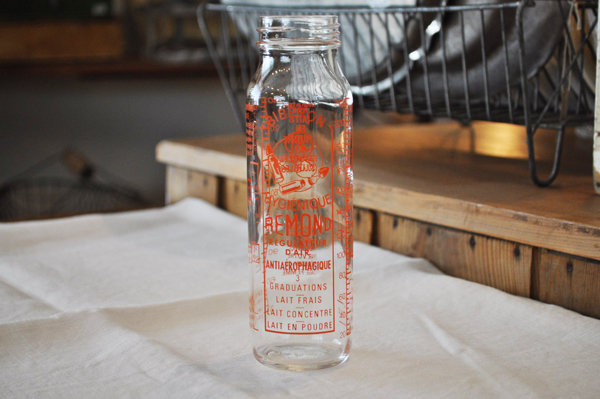 BIBERON
HYGIENIQUE
REMOND
REGULATEUR
D'AIR
ANTIAEROPHAGIQUE
3
GRADUATIONS
LAIT FRAIS
LAIT CONCENTRE
LAIT EN POUDRE